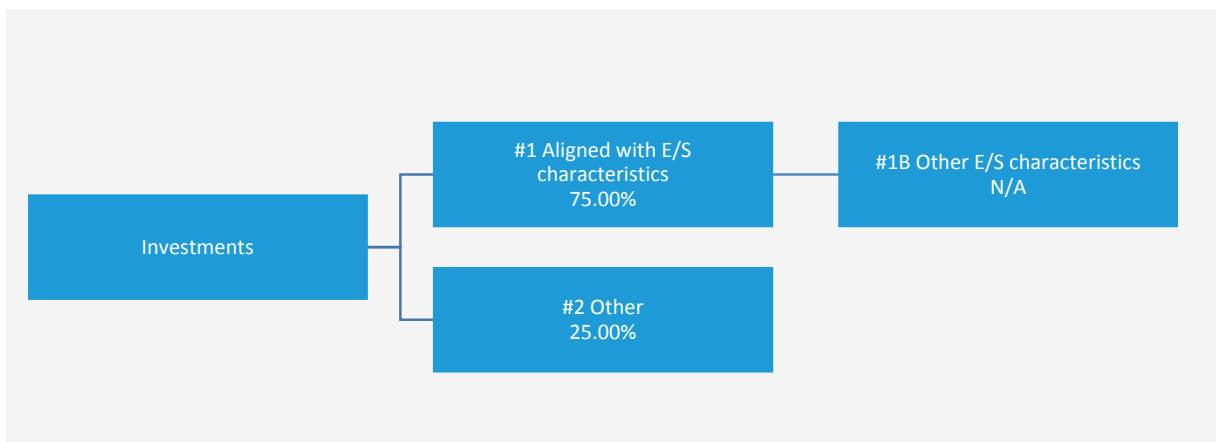 Investments
#1 Aligned with E/S
characteristics
75.00%
#1B Other E/S characteristics
N/A
#2 Other
25.00%